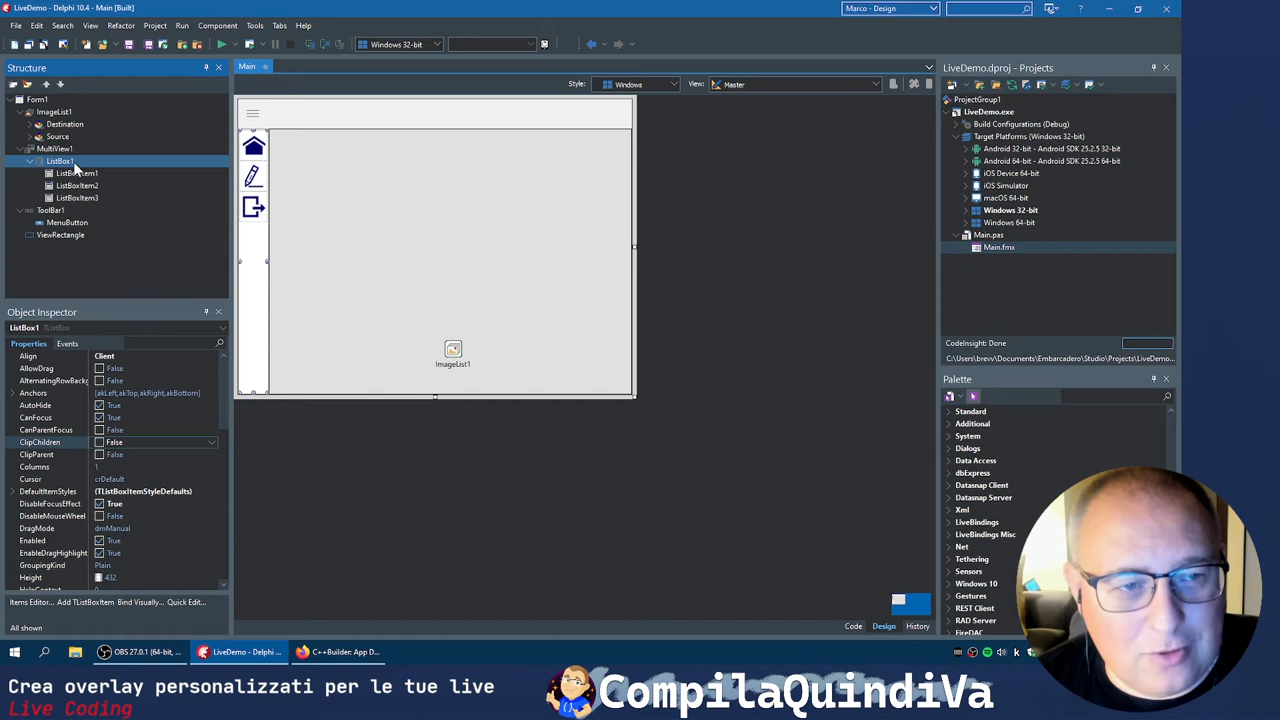 LiveDemo - Delphi 10.4 - Main [Built]
Marco - Design
File Edit Search View Refactor Project Run Component Tools Tabs Help
Windows 32-bit
Structure
Form1
ImageList1
Destination
Source
MultiView1
ListBox1
ListBoxItem1
ListBoxItem2
ListBoxItem3
ToolBar1
MenuButton
ViewRectangle
Object Inspector
ListBox1 TListBox
Properties Events
Align Client
AllowDrag False
AlternatingRowBackg False
Anchors [akLeft,akTop,akRight,akBottom]
AutoHide True
CanFocus True
CanParentFocus False
ClipChildren False
ClipParent False
Columns 1
Cursor crDefault
DefaultItemStyles (TListBoxItemStyleDefaults)
DisableFocusEffect True
DisableMouseWheel False
DragMode dmManual
Enabled True
EnableDragHighlight True
GroupingKind Plain
Height 432
Items Editor... Add TListBoxItem Bind Visually... Quick Edit...
All shown
Main
Style: Windows View: Master
ImageList1
Code Design History
LiveDemo.dproj - Projects
ProjectGroup1
LiveDemo.exe
Build Configurations (Debug)
Target Platforms (Windows 32-bit)
Android 32-bit - Android SDK 25.2.5 32-bit
Android 64-bit - Android SDK 25.2.5 64-bit
iOS Device 64-bit
iOS Simulator
macOS 64-bit
Windows 32-bit
Windows 64-bit
Main.pas
Main.fmx
CodeInsight: Done
C:\Users\brevv\Documents\Embarcadero\Studio\Projects\LiveDemo...
Palette
Standard
Additional
System
Dialogs
Data Access
dbExpress
Datasnap Client
Datasnap Server
Xml
LiveBindings
LiveBindings Misc
Net
Tethering
Sensors
Windows 10
Gestures
REST Client
RAD Server
FireDAC
OBS 27.0.1 (64-bit, ...
LiveDemo - Delphi ...
C++Builder: App D...
Crea overlay personalizzati per le tue live
Live Coding
CompilaQuindiVa